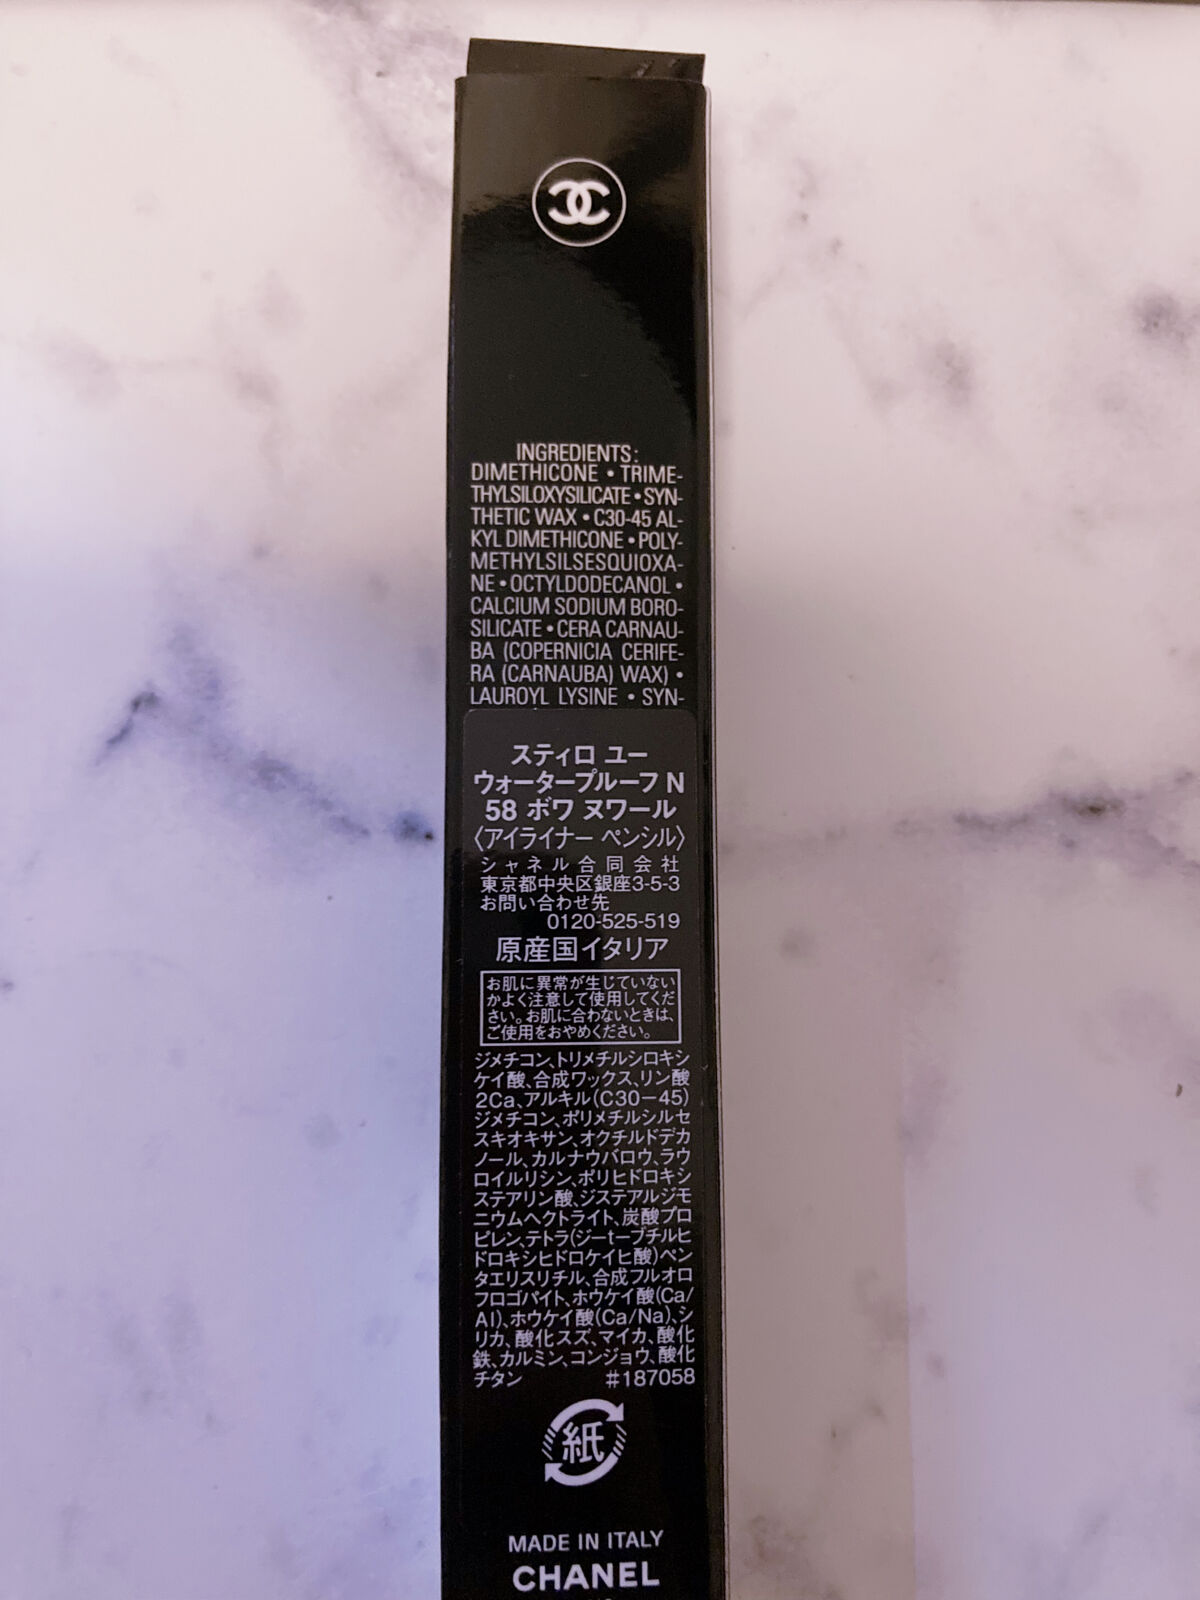 INGREDIENTS:
DIMETHICONE • TRIME-
THYLSILOXYSILICATE • SYN-
THETIC WAX • C30-45 AL-
KYL DIMETHICONE • POLY-
METHYLSILSESQUIOXA-
NE • OCTYLDODECANOL •
CALCIUM SODIUM BORO-
SILICATE • CERA CARNAU-
BA (COPERNICIA CERIFE-
RA (CARNAUBA) WAX) •
LAUROYL LYSINE • SYN-
スティロ ユー
ウォータープルーフ N
58 ボワ ヌワール
〈アイライナー ペンシル〉
シャネル合同会社
東京都中央区銀座3-5-3
お問い合わせ先
0120-525-519
原産国イタリア
お肌に異常が生じていない
かよく注意して使用してくだ
さい。お肌に合わないときは、
ご使用をおやめください。
ジメチコン、トリメチルシロキシ
ケイ酸、合成ワックス、リン酸
2Ca、アルキル(C30－45)
ジメチコン、ポリメチルシルセ
スキオキサン、オクチルドデカ
ノール、カルナウバロウ、ラウ
ロイルリシン、ポリヒドロキシ
ステアリン酸、ジステアルジモ
ニウムヘクトライト、炭酸プロ
ピレン、テトラ(ジーtーブチルヒ
ドロキシヒドロケイヒ酸)ペン
タエリスリチル、合成フルオロ
フロゴパイト、ホウケイ酸(Ca/
Al)、ホウケイ酸(Ca/Na)、シ
リカ、酸化スズ、マイカ、酸化
鉄、カルミン、コンジョウ、酸化
チタン #187058
紙
MADE IN ITALY
CHANEL